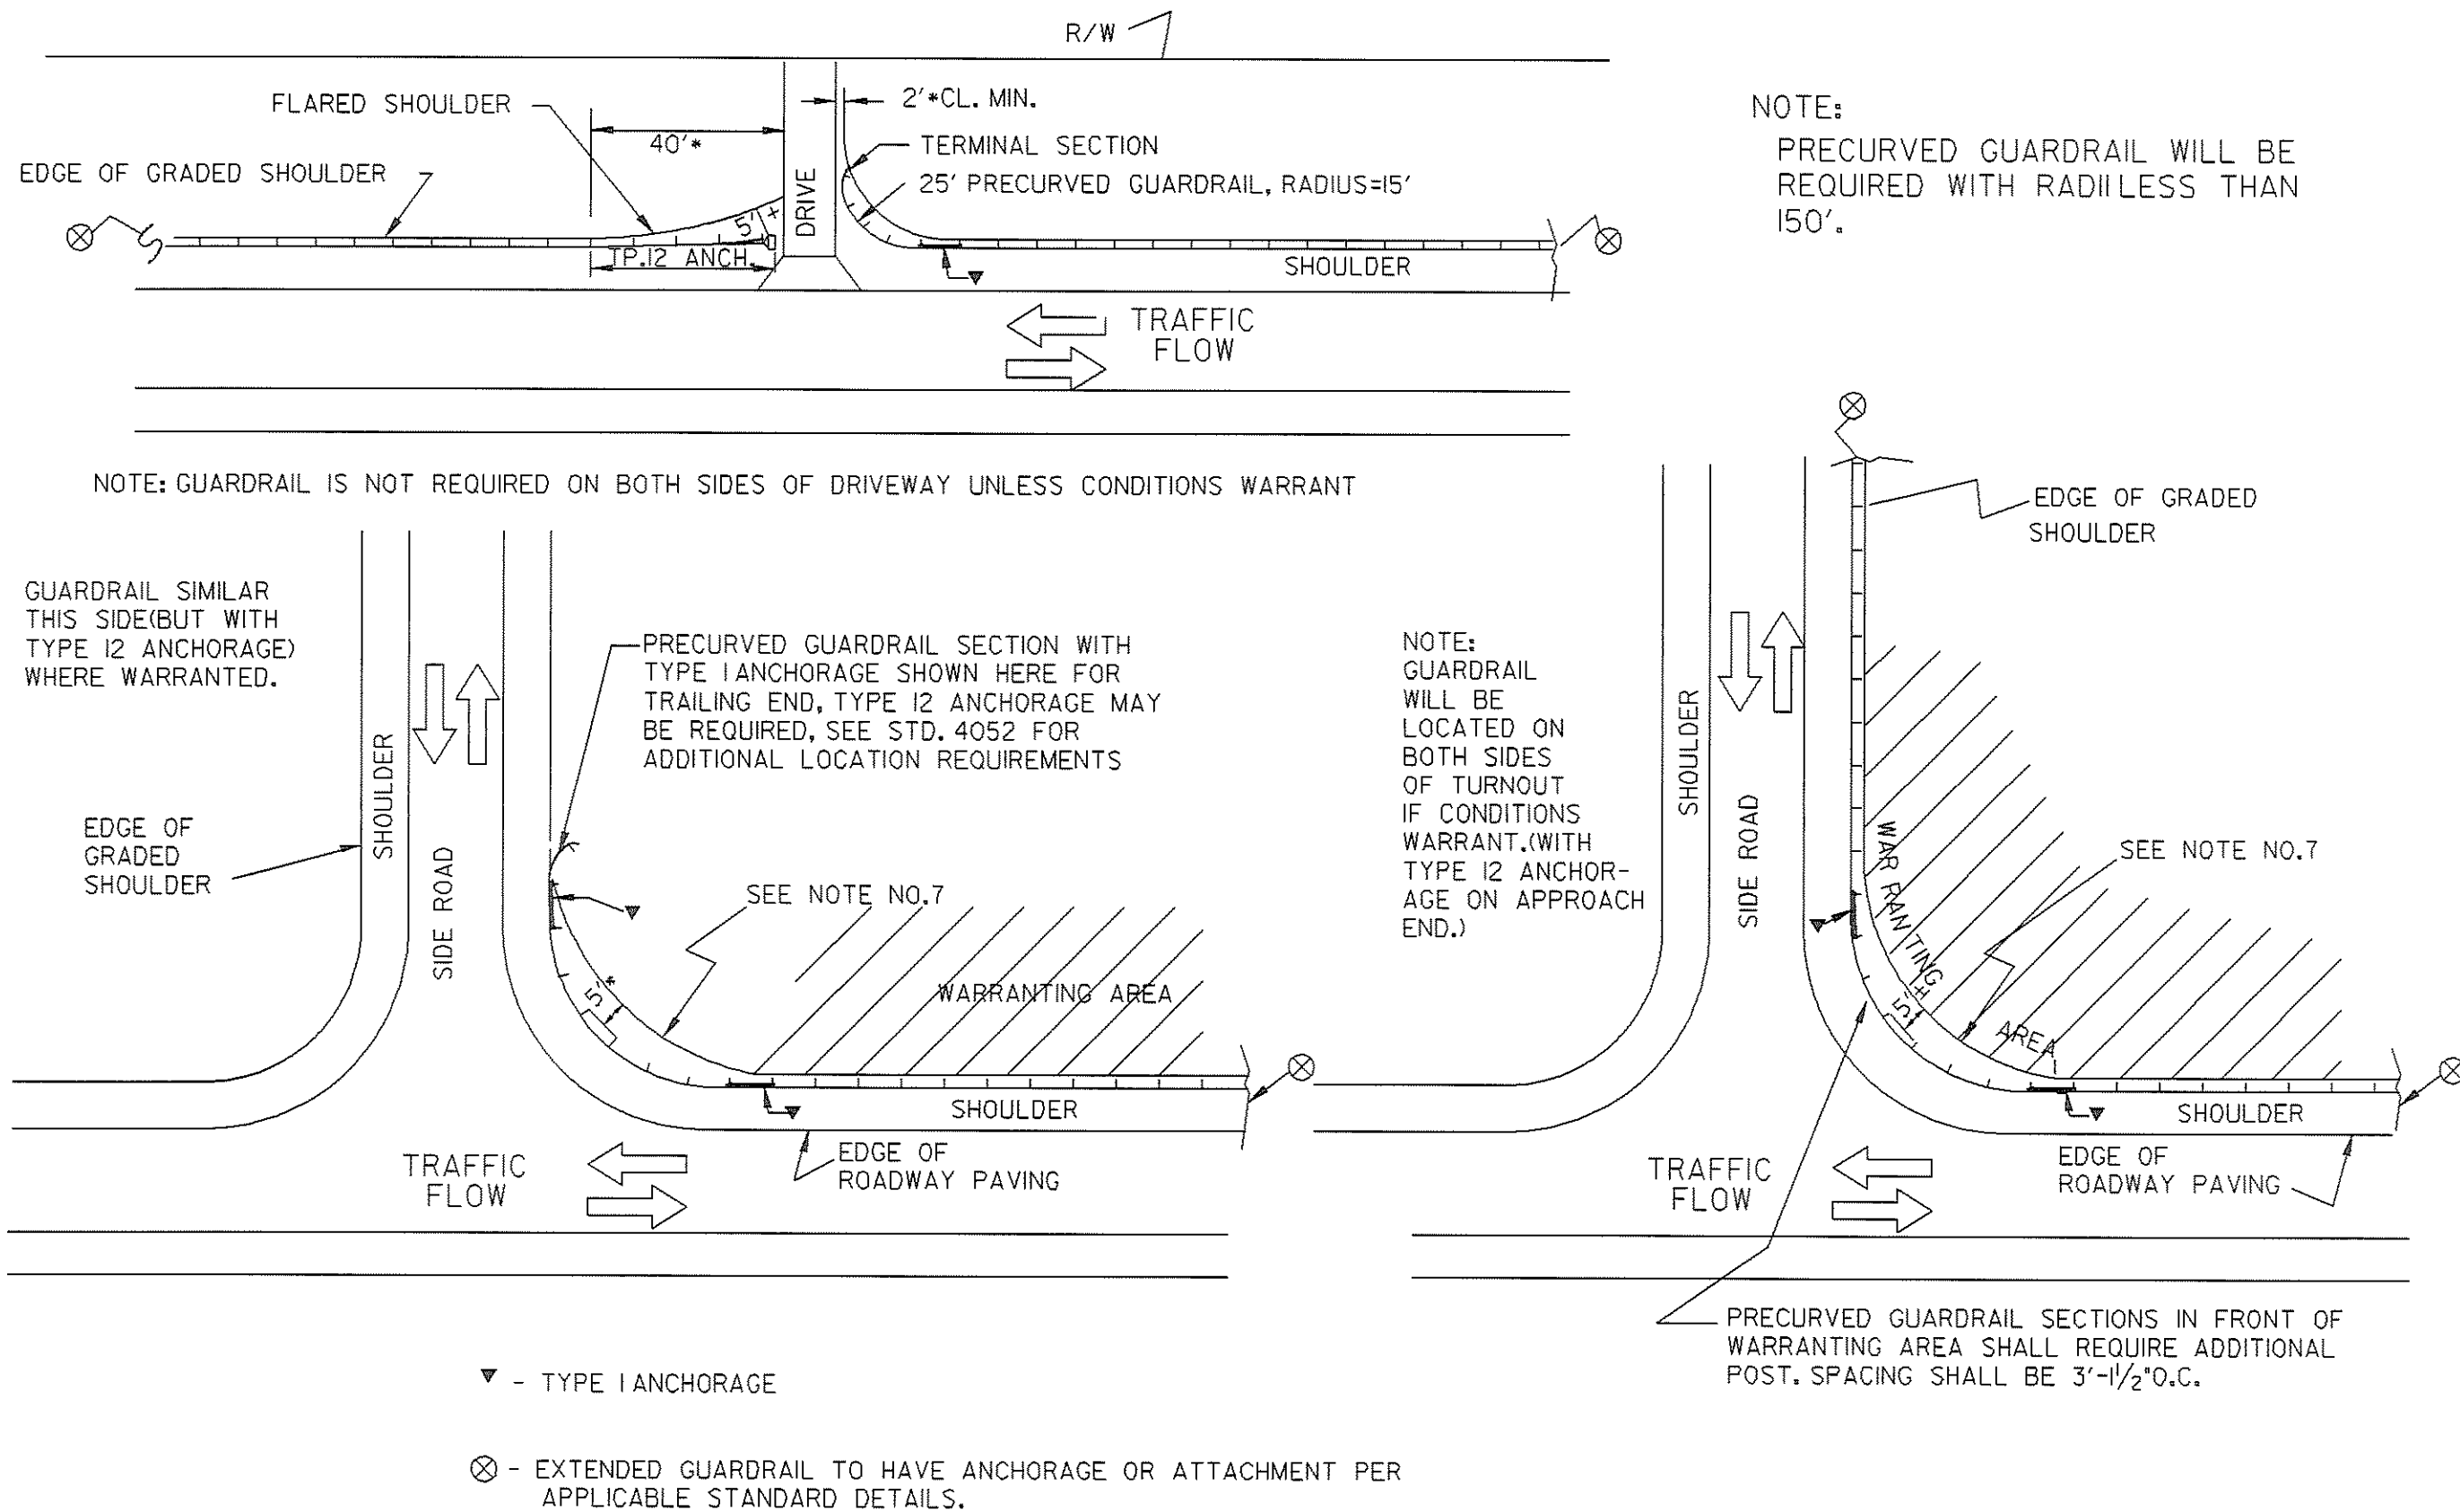 R/W
FLARED SHOULDER
2'*CL. MIN.
40'*
TERMINAL SECTION
EDGE OF GRADED SHOULDER
25' PRECURVED GUARDRAIL, RADIUS=15'
DRIVE
5'±
TP.12 ANCH.
SHOULDER
TRAFFIC
FLOW
NOTE:
PRECURVED GUARDRAIL WILL BE
REQUIRED WITH RADII LESS THAN
150'.
NOTE: GUARDRAIL IS NOT REQUIRED ON BOTH SIDES OF DRIVEWAY UNLESS CONDITIONS WARRANT
GUARDRAIL SIMILAR
THIS SIDE(BUT WITH
TYPE 12 ANCHORAGE)
WHERE WARRANTED.
PRECURVED GUARDRAIL SECTION WITH
TYPE 1 ANCHORAGE SHOWN HERE FOR
TRAILING END, TYPE 12 ANCHORAGE MAY
BE REQUIRED, SEE STD. 4052 FOR
ADDITIONAL LOCATION REQUIREMENTS
SHOULDER
EDGE OF
GRADED
SHOULDER
SIDE ROAD
SEE NOTE NO.7
5'*
WARRANTING AREA
SHOULDER
EDGE OF
ROADWAY PAVING
TRAFFIC
FLOW
EDGE OF GRADED
SHOULDER
NOTE:
GUARDRAIL
WILL BE
LOCATED ON
BOTH SIDES
OF TURNOUT
IF CONDITIONS
WARRANT.(WITH
TYPE 12 ANCHOR-
AGE ON APPROACH
END.)
SHOULDER
SIDE ROAD
WARRANTING AREA
SEE NOTE NO.7
5'±
SHOULDER
EDGE OF
ROADWAY PAVING
TRAFFIC
FLOW
PRECURVED GUARDRAIL SECTIONS IN FRONT OF
WARRANTING AREA SHALL REQUIRE ADDITIONAL
POST. SPACING SHALL BE 3'-1 1/2" O.C.
▼ - TYPE 1 ANCHORAGE
⊗ - EXTENDED GUARDRAIL TO HAVE ANCHORAGE OR ATTACHMENT PER
APPLICABLE STANDARD DETAILS.